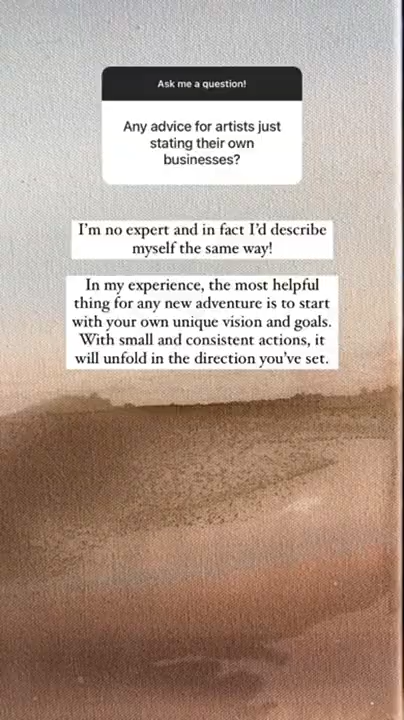 Ask me a question!
Any advice for artists just
stating their own
businesses?
I'm no expert and in fact I'd describe
myself the same way!
In my experience, the most helpful
thing for any new adventure is to start
with your own unique vision and goals.
With small and consistent actions, it
will unfold in the direction you've set.